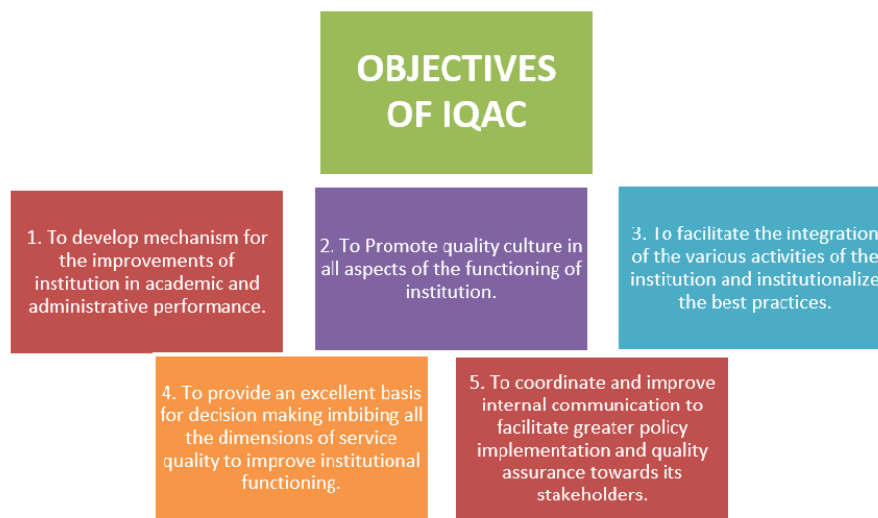 OBJECTIVES
OF IQAC
1. To develop mechanism for
the improvements of
institution in academic and
administrative performance.
2. To Promote quality culture in
all aspects of the functioning of
institution.
3. To facilitate the integration
of the various activities of the
institution and institutionalize
the best practices.
4. To provide an excellent basis
for decision making imbibing all
the dimensions of service
quality to improve institutional
functioning.
5. To coordinate and improve
internal communication to
facilitate greater policy
implementation and quality
assurance towards its
stakeholders.